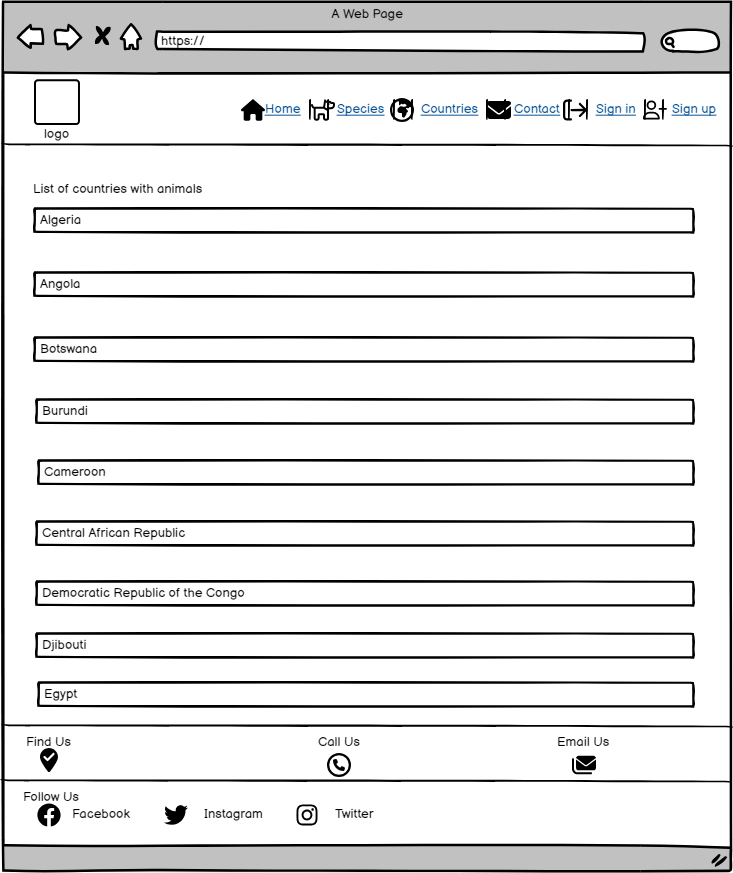 A Web Page
https://
logo
Home Species Countries Contact Sign in Sign up
List of countries with animals
Algeria
Angola
Botswana
Burundi
Cameroon
Central African Republic
Democratic Republic of the Congo
Djibouti
Egypt
Find Us Call Us Email Us
Follow Us
Facebook Instagram Twitter